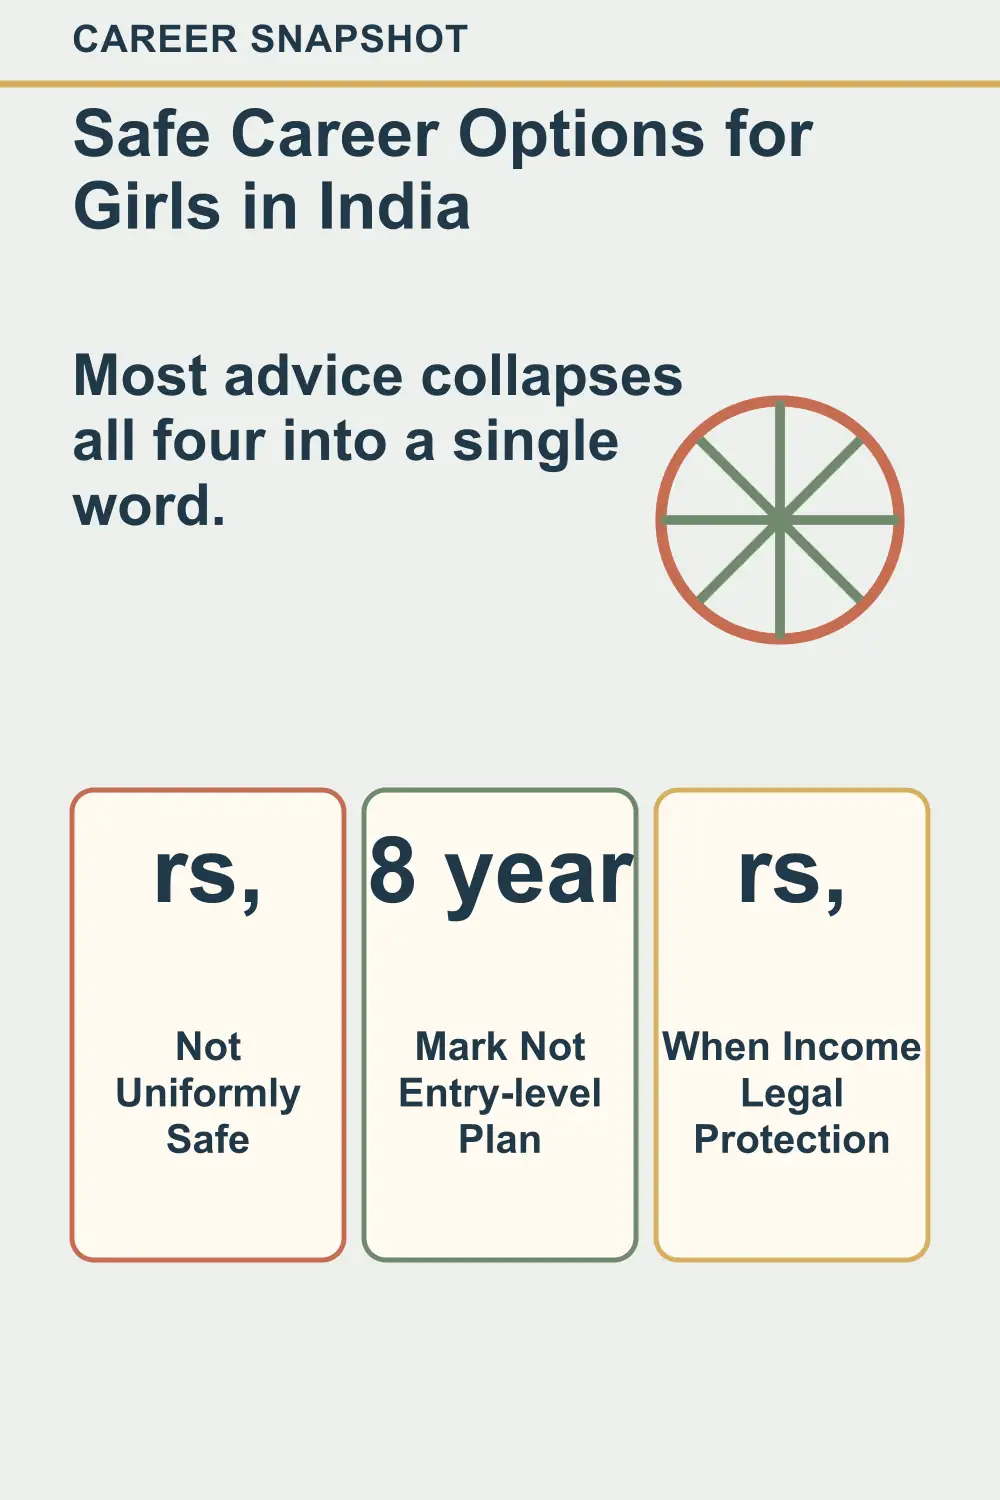 CAREER SNAPSHOT
Safe Career Options for
Girls in India
Most advice collapses
all four into a single
word.
rs,
Not
Uniformly
Safe
8 year
Mark Not
Entry-level
Plan
rs,
When Income
Legal
Protection